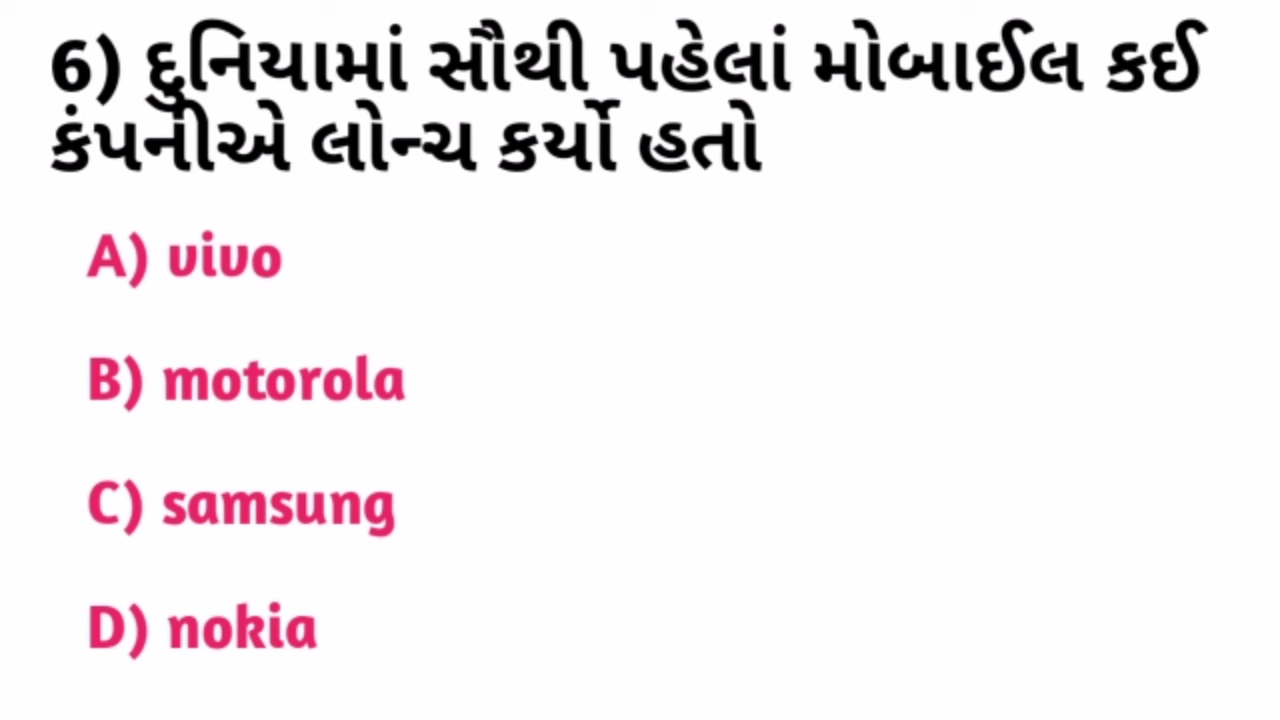 6) દુનિયામાં સૌથી પહેલાં મોબાઈલ કઈ
કંપનીએ લોન્ચ કર્યો હતો
A) vivo
B) motorola
C) samsung
D) nokia